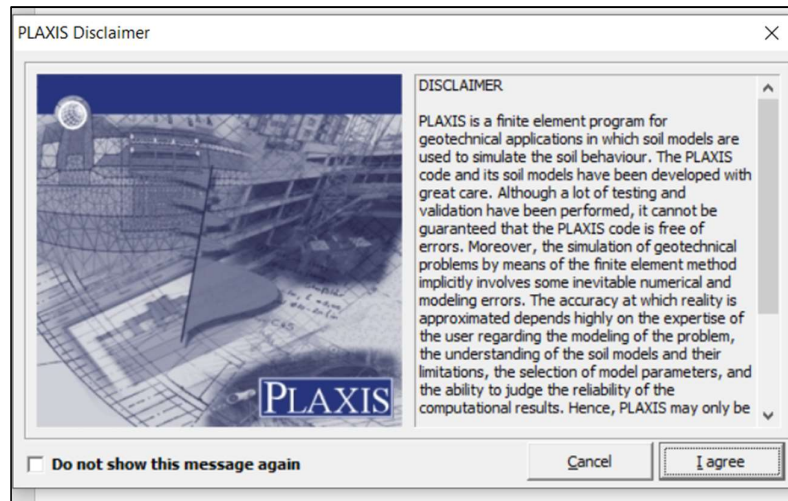 PLAXIS Disclaimer
DISCLAIMER
PLAXIS is a finite element program for
geotechnical applications in which soil models are
used to simulate the soil behaviour. The PLAXIS
code and its soil models have been developed with
great care. Although a lot of testing and
validation have been performed, it cannot be
guaranteed that the PLAXIS code is free of
errors. Moreover, the simulation of geotechnical
problems by means of the finite element method
implicitly involves some inevitable numerical and
modeling errors. The accuracy at which reality is
approximated depends highly on the expertise of
the user regarding the modeling of the problem,
the understanding of the soil models and their
limitations, the selection of model parameters, and
the ability to judge the reliability of the
computational results. Hence, PLAXIS may only be
PLAXIS
Do not show this message again
Cancel
I agree